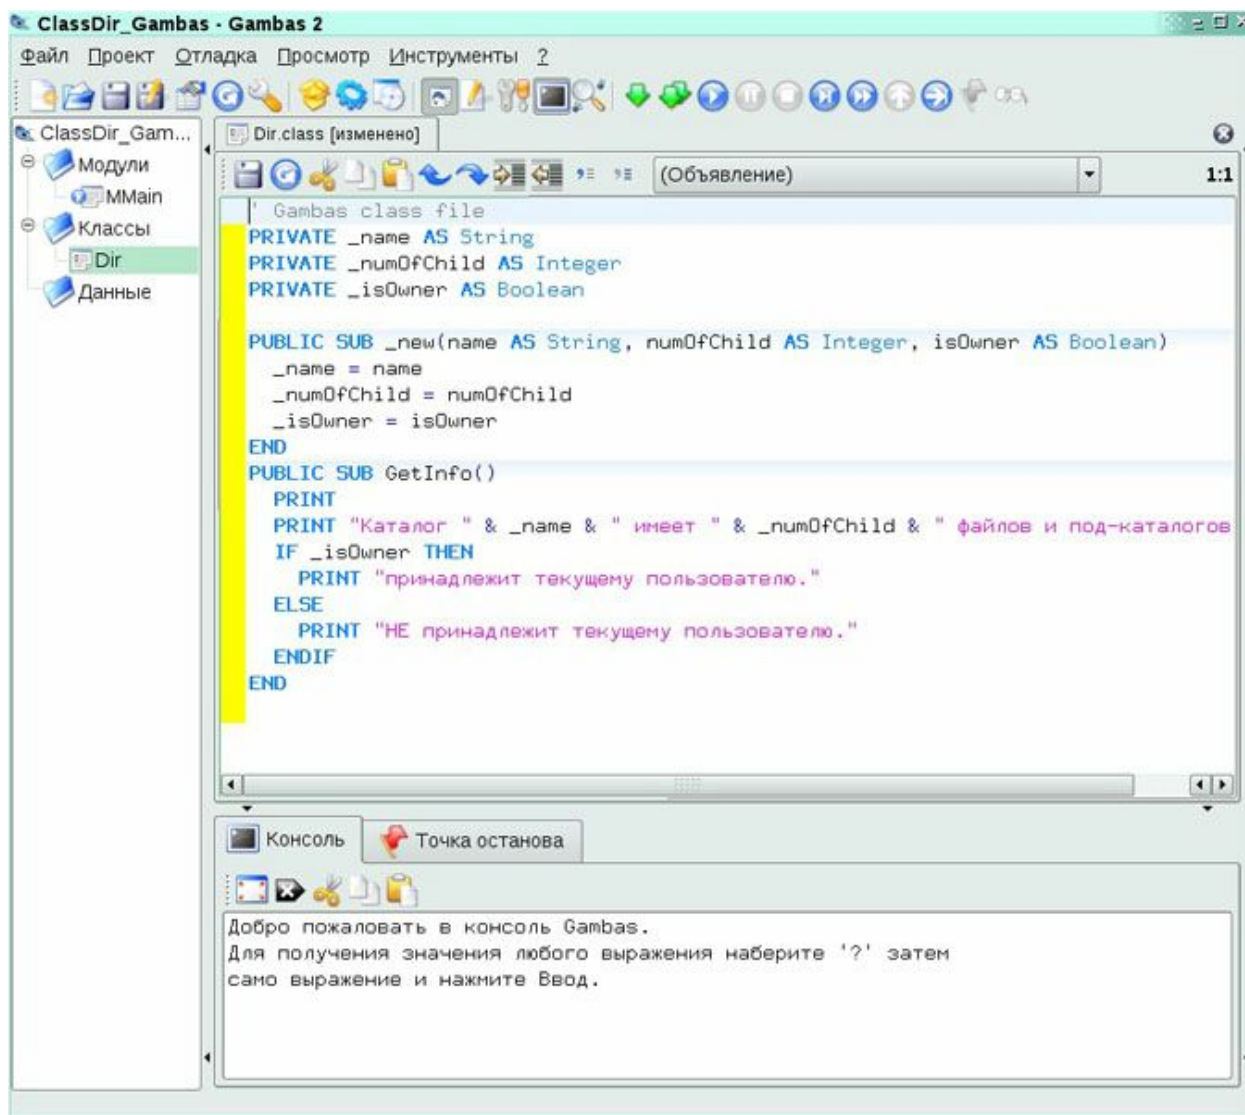 ClassDir_Gambas - Gambas 2
Файл Проект Отладка Просмотр Инструменты ?
ClassDir_Gam...
Модули
MMain
Классы
Dir
Данные
Dir.class [изменено]
(Объявление)
1:1
' Gambas class file
PRIVATE _name AS String
PRIVATE _numOfChild AS Integer
PRIVATE _isOwner AS Boolean
PUBLIC SUB _new(name AS String, numOfChild AS Integer, isOwner AS Boolean)
_name = name
_numOfChild = numOfChild
_isOwner = isOwner
END
PUBLIC SUB GetInfo()
PRINT
PRINT "Каталог " & _name & " имеет " & _numOfChild & " файлов и под-каталогов
IF _isOwner THEN
PRINT "принадлежит текущему пользователю."
ELSE
PRINT "НЕ принадлежит текущему пользователю."
ENDIF
END
Консоль
Точка останова
Добро пожаловать в консоль Gambas.
Для получения значения любого выражения наберите '?' затем
само выражение и нажмите Ввод.